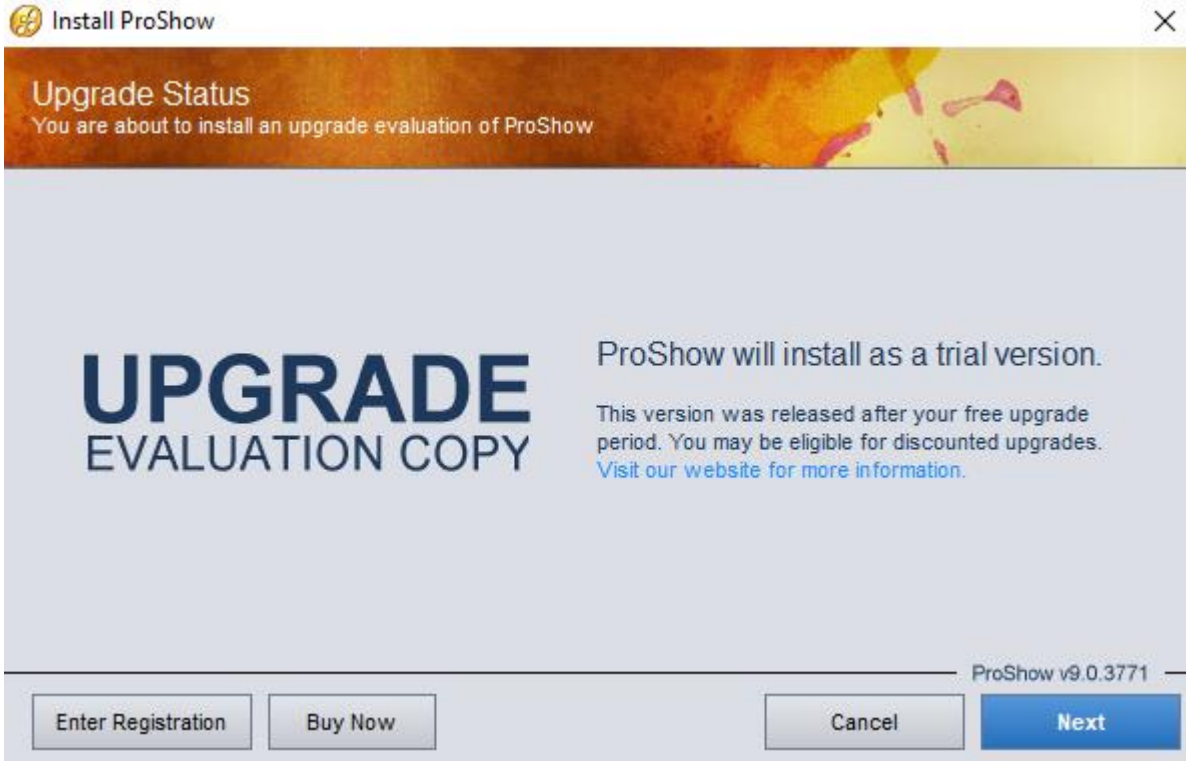 Install ProShow
Upgrade Status
You are about to install an upgrade evaluation of ProShow
UPGRADE
EVALUATION COPY
ProShow will install as a trial version.
This version was released after your free upgrade
period. You may be eligible for discounted upgrades.
Visit our website for more information.
ProShow v9.0.3771
Enter Registration
Buy Now
Cancel
Next